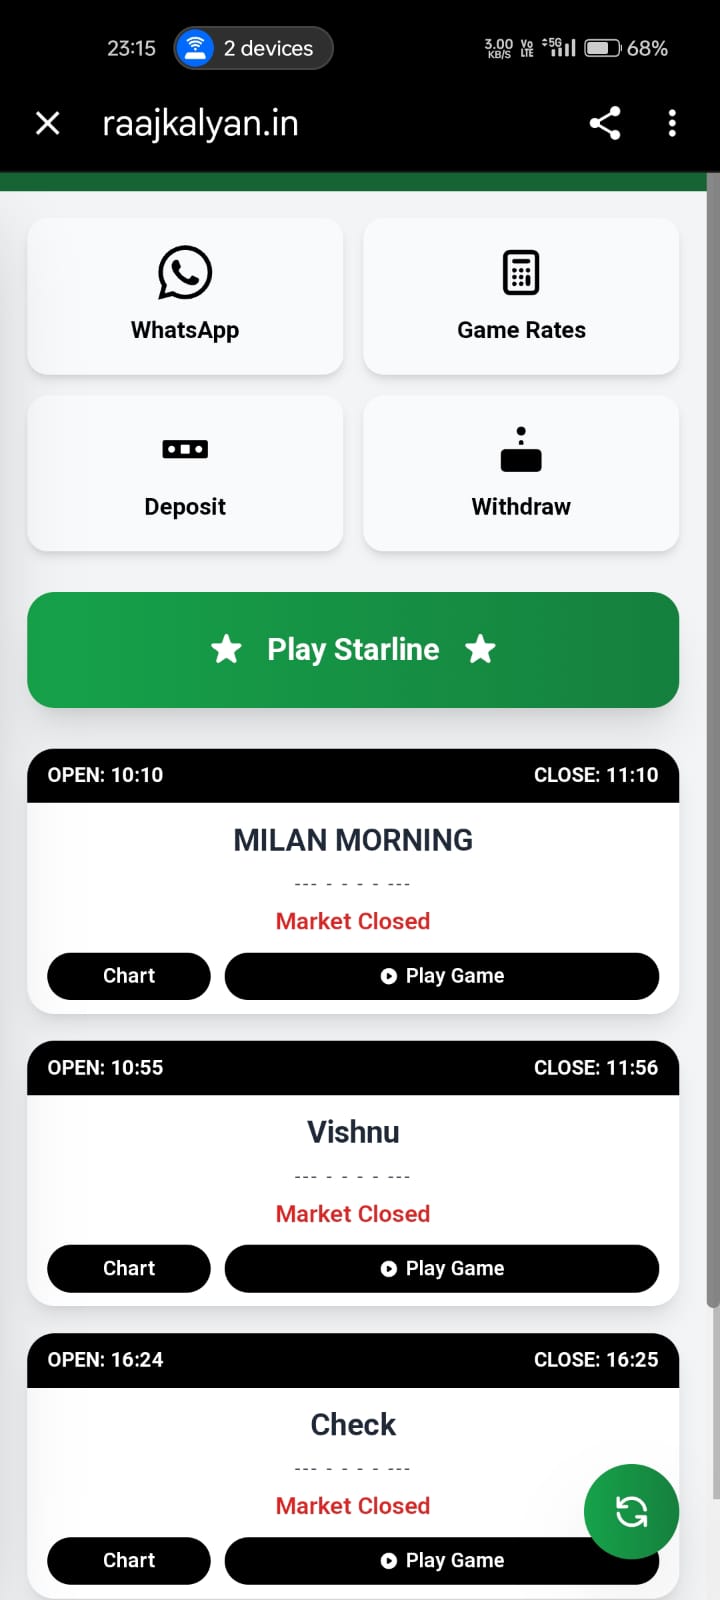 23:15 2 devices 3.00 KB/S Vo LTE 5G 68%
raajkalyan.in
WhatsApp
Game Rates
Deposit
Withdraw
Play Starline
OPEN: 10:10 CLOSE: 11:10
MILAN MORNING
--- - - - - ---
Market Closed
Chart Play Game
OPEN: 10:55 CLOSE: 11:56
Vishnu
--- - - - - ---
Market Closed
Chart Play Game
OPEN: 16:24 CLOSE: 16:25
Check
--- - - - - ---
Market Closed
Chart Play Game